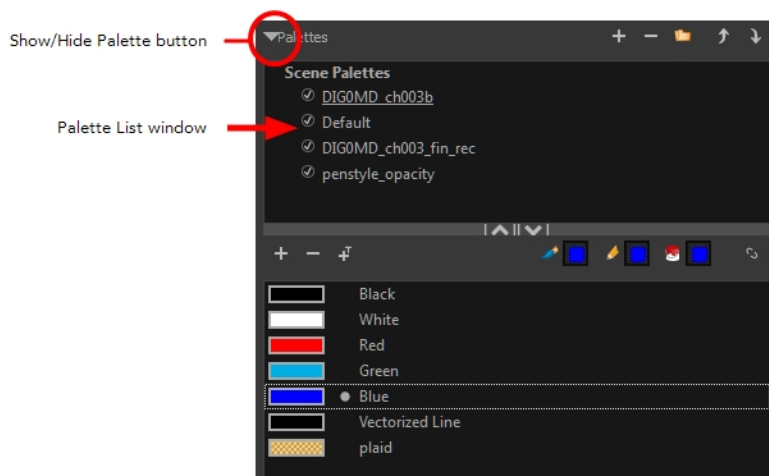 Show/Hide Palette button
Palettes
Scene Palettes
DIG0MD_ch003b
Palette List window
Default
DIG0MD_ch003_fin_rec
penstyle_opacity
Black
White
Red
Green
Blue
Vectorized Line
plaid